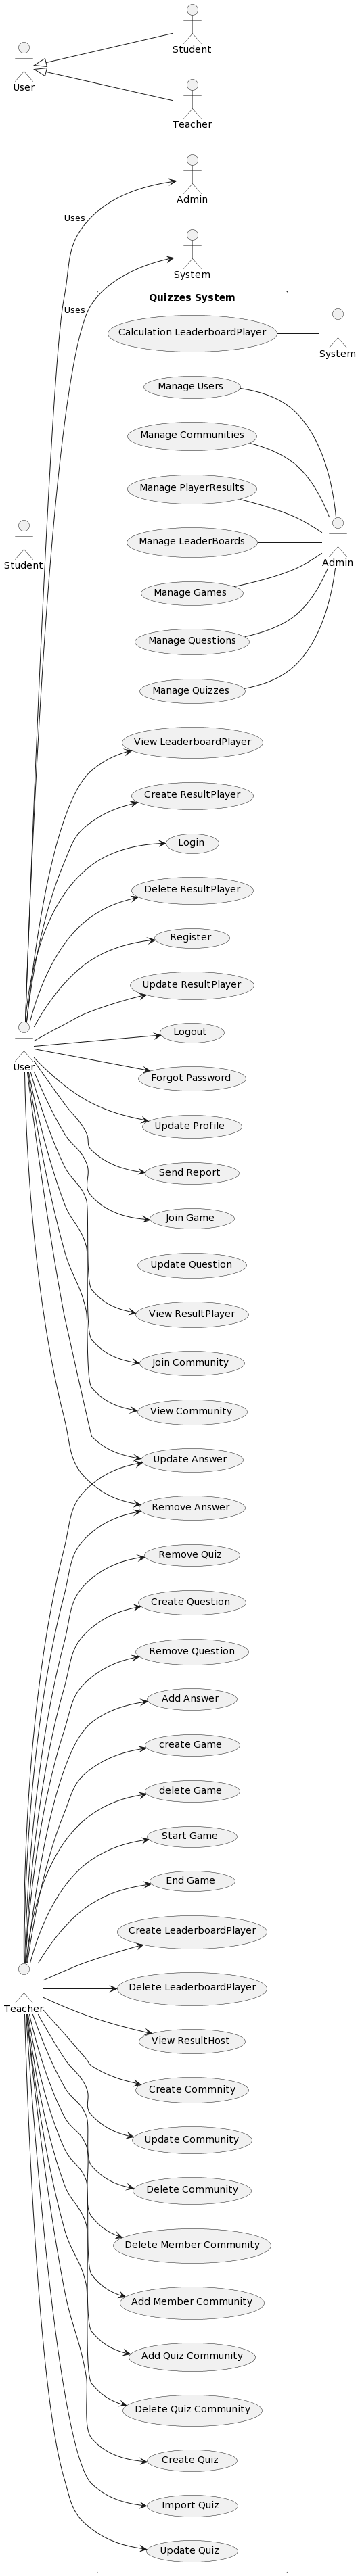 Student
User
Teacher
Uses
Admin
System
Uses
Quizzes System
Calculation LeaderboardPlayer
System
Manage Users
Manage Communities
Manage PlayerResults
Manage LeaderBoards
Student
Admin
Manage Games
Manage Questions
Manage Quizzes
View LeaderboardPlayer
Create ResultPlayer
Login
Delete ResultPlayer
Register
Update ResultPlayer
Logout
User
Forgot Password
Update Profile
Send Report
Join Game
Update Question
View ResultPlayer
Join Community
View Community
Update Answer
Remove Answer
Remove Quiz
Create Question
Remove Question
Add Answer
create Game
delete Game
Start Game
End Game
Create LeaderboardPlayer
Delete LeaderboardPlayer
Teacher
View ResultHost
Create Commnity
Update Community
Delete Community
Delete Member Community
Add Member Community
Add Quiz Community
Delete Quiz Community
Create Quiz
Import Quiz
Update Quiz